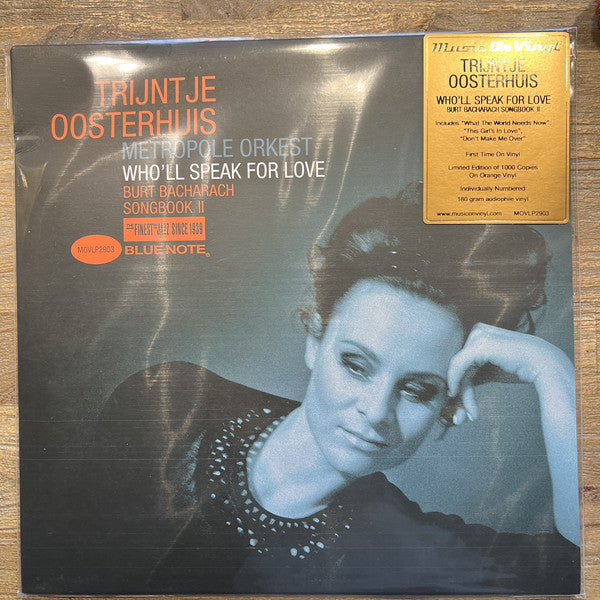 TRIJNTJE
OOSTERHUIS
METROPOLE ORKEST
WHO'LL SPEAK FOR LOVE
BURT BACHARACH
SONGBOOK II
THE FINEST IN JAZZ SINCE 1939
MOVLP2903
BLUE NOTE®
Music On Vinyl
TRIJNTJE
OOSTERHUIS
WHO'LL SPEAK FOR LOVE
BURT BACHARACH SONGBOOK II
Includes "What The World Needs Now",
"This Girl's In Love",
"Don't Make Me Over"
First Time On Vinyl
Limited Edition of 1000 Copies
On Orange Vinyl
Individually Numbered
180 gram audiophile vinyl
www.musiconvinyl.com MOVLP2903